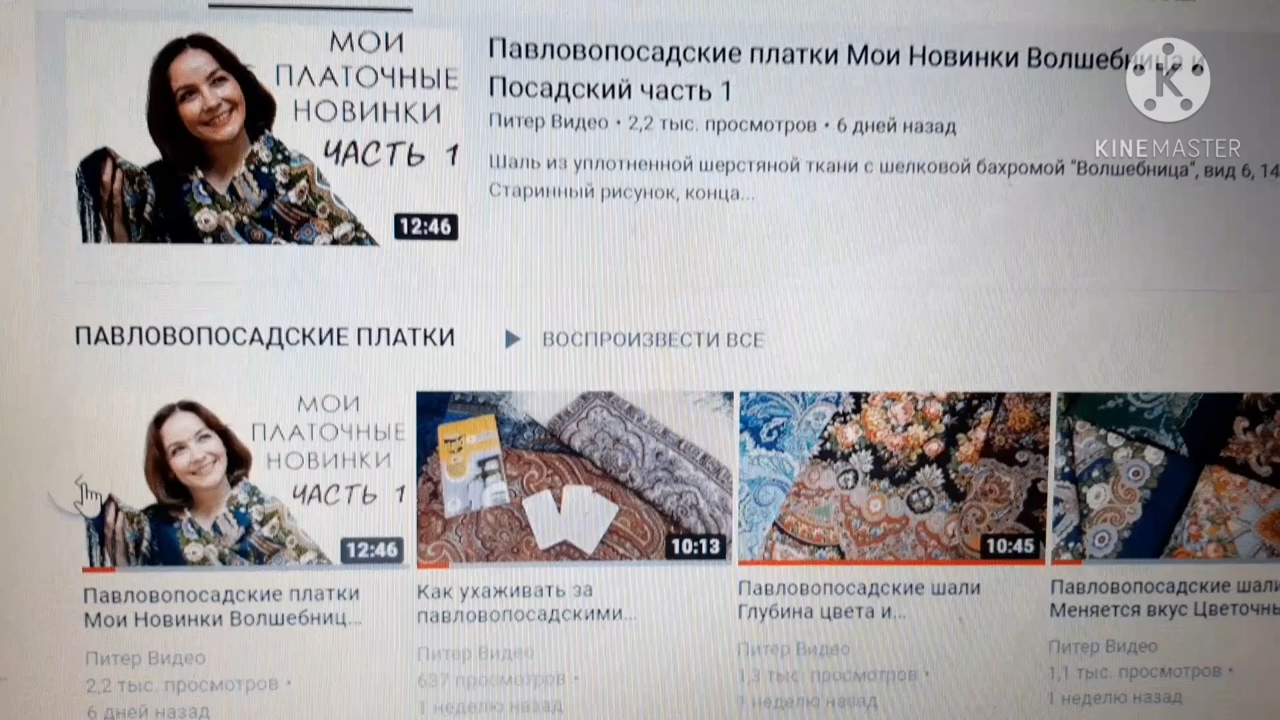 МОИ
ПЛАТОЧНЫЕ
НОВИНКИ
ЧАСТЬ 1
12:46
Павловопосадские платки Мои Новинки Волшебница и
Посадский часть 1
Питер Видео • 2,2 тыс. просмотров • 6 дней назад
Шаль из уплотненной шерстяной ткани с шелковой бахромой "Волшебница", вид 6, 14
Старинный рисунок, конца...
KINEMASTER
ПАВЛОВОПОСАДСКИЕ ПЛАТКИ
ВОСПРОИЗВЕСТИ ВСЕ
МОИ
ПЛАТОЧНЫЕ
НОВИНКИ
ЧАСТЬ 1
12:46
Павловопосадские платки
Мои Новинки Волшебниц...
Питер Видео
2,2 тыс. просмотров •
6 дней назад
10:13
Как ухаживать за
павловопосадскими...
Питер Видео
637 просмотров •
1 неделю назад
10:45
Павловопосадские шали
Глубина цвета и...
Питер Видео
1,3 тыс. просмотров •
1 неделю назад
Павловопосадские шали
Меняется вкус Цветочны
Питер Видео
1,1 тыс. просмотров •
1 неделю назад